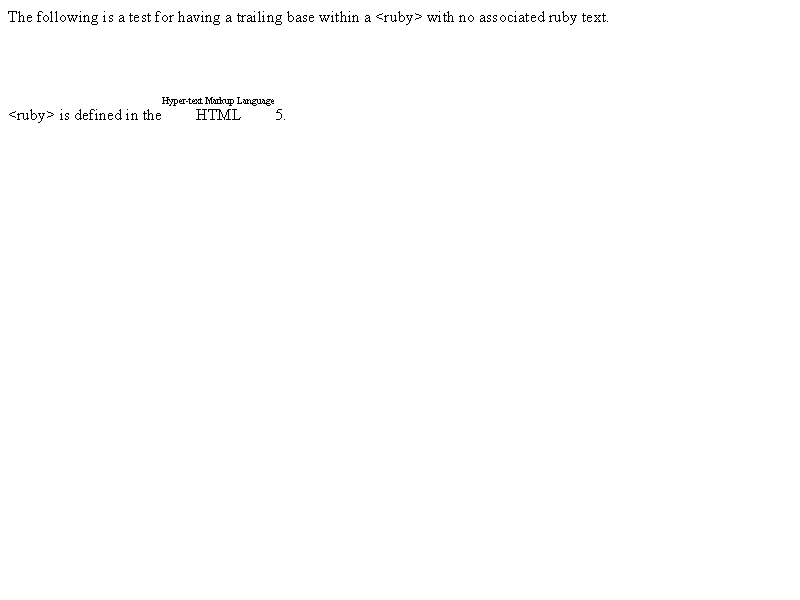 The following is a test for having a trailing base within a <ruby> with no associated ruby text.
Hyper-text Markup Language
<ruby> is defined in the HTML 5.